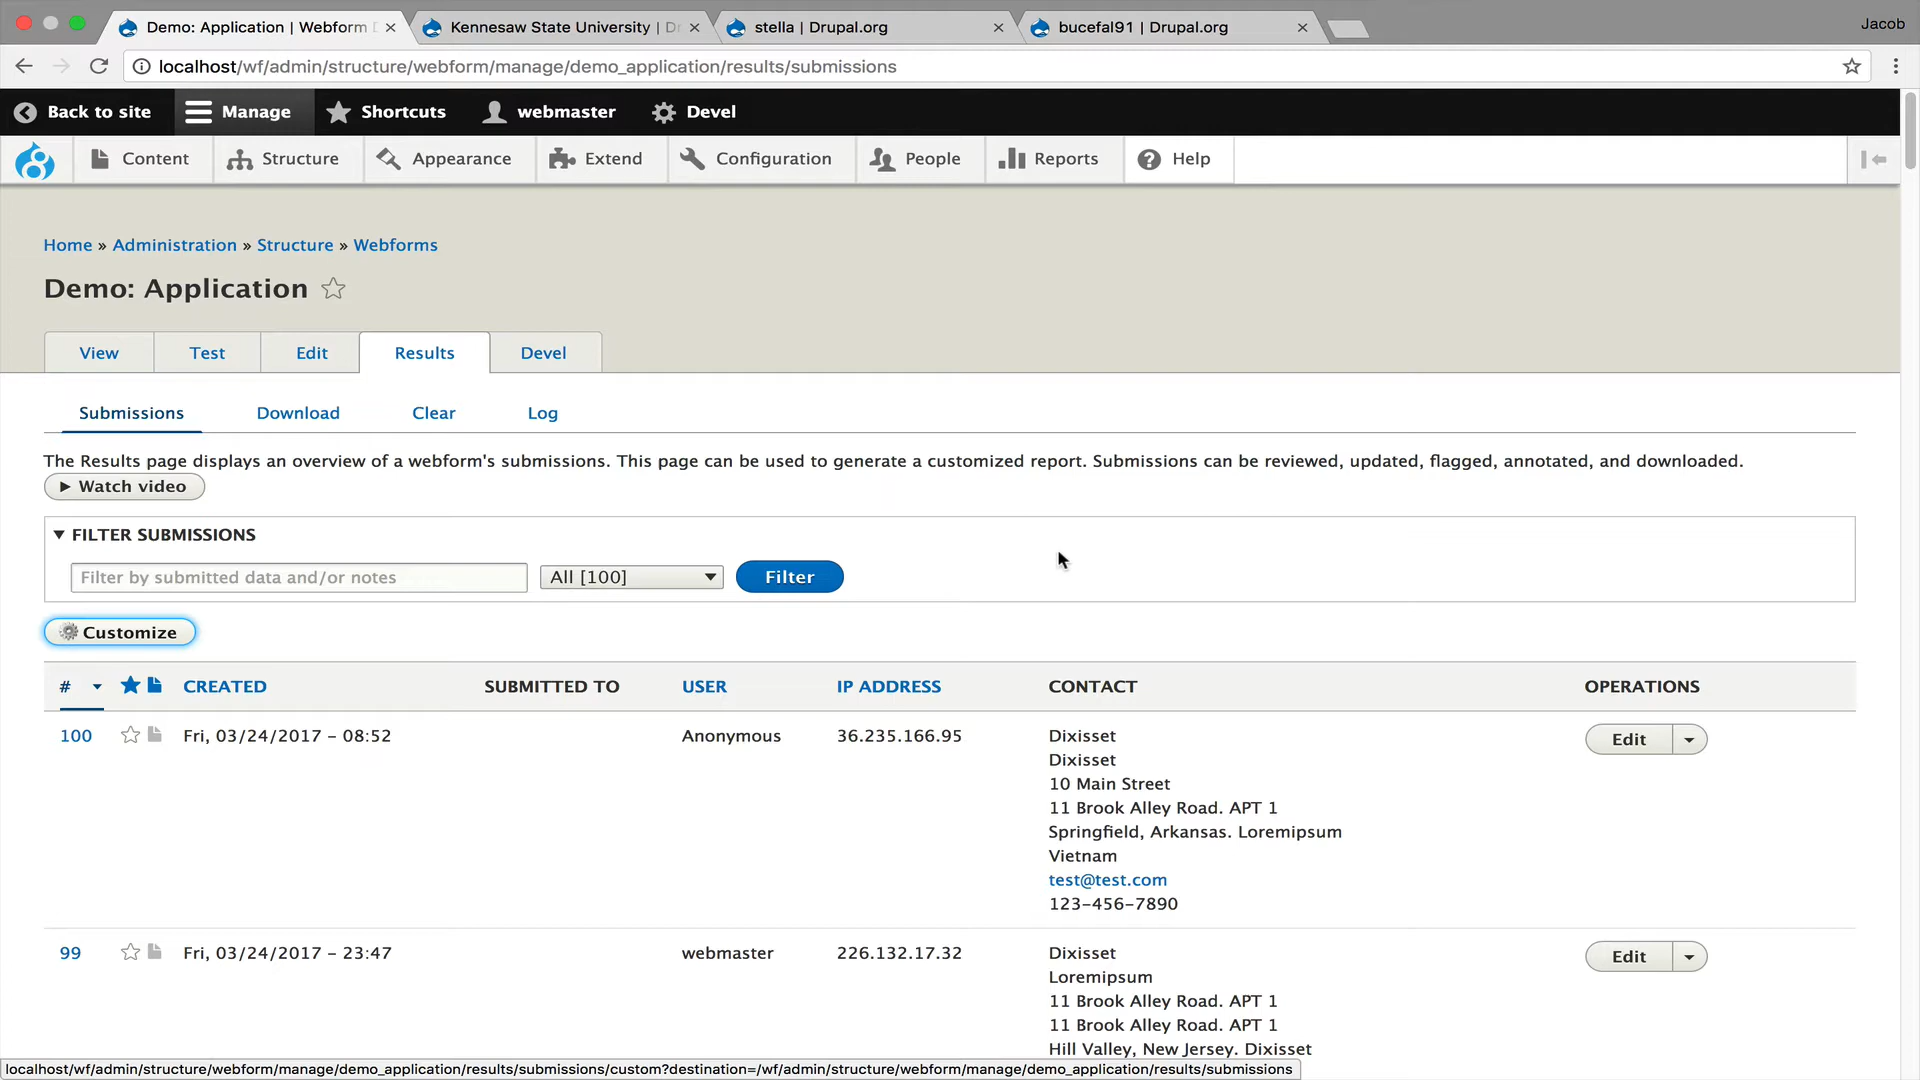 Demo: Application | Webform D
Kennesaw State University | Dr
stella | Drupal.org
bucefal91 | Drupal.org
Jacob
localhost/wf/admin/structure/webform/manage/demo_application/results/submissions
Back to site
Manage
Shortcuts
webmaster
Devel
Content
Structure
Appearance
Extend
Configuration
People
Reports
Help
Home » Administration » Structure » Webforms
Demo: Application
View
Test
Edit
Results
Devel
Submissions
Download
Clear
Log
The Results page displays an overview of a webform's submissions. This page can be used to generate a customized report. Submissions can be reviewed, updated, flagged, annotated, and downloaded.
► Watch video
▼ FILTER SUBMISSIONS
Filter by submitted data and/or notes
All [100]
Filter
Customize
# CREATED SUBMITTED TO USER IP ADDRESS CONTACT OPERATIONS
100 Fri, 03/24/2017 – 08:52 Anonymous 36.235.166.95 Dixisset Edit
Dixisset
10 Main Street
11 Brook Alley Road. APT 1
Springfield, Arkansas. Loremipsum
Vietnam
test@test.com
123-456-7890
99 Fri, 03/24/2017 – 23:47 webmaster 226.132.17.32 Dixisset Edit
Loremipsum
11 Brook Alley Road. APT 1
11 Brook Alley Road. APT 1
Hill Valley, New Jersey. Dixisset
localhost/wf/admin/structure/webform/manage/demo_application/results/submissions/custom?destination=/wf/admin/structure/webform/manage/demo_application/results/submissions